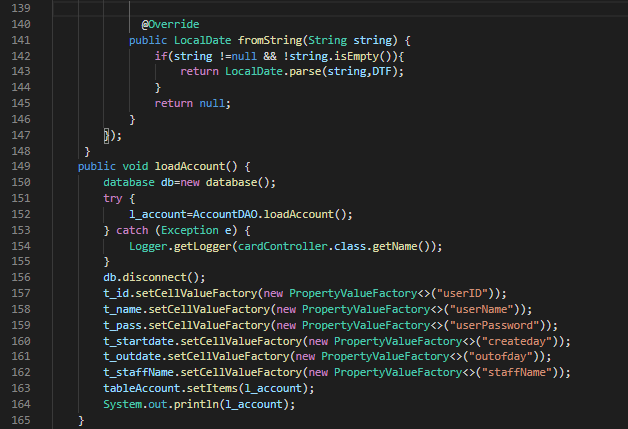 139
140 @Override
141 public LocalDate fromString(String string) {
142 if(string !=null && !string.isEmpty()){
143 return LocalDate.parse(string,DTF);
144 }
145 return null;
146 }
147 });
148 }
149 public void loadAccount() {
150 database db=new database();
151 try {
152 l_account=AccountDAO.loadAccount();
153 } catch (Exception e) {
154 Logger.getLogger(cardController.class.getName());
155 }
156 db.disconnect();
157 t_id.setCellValueFactory(new PropertyValueFactory<>("userID"));
158 t_name.setCellValueFactory(new PropertyValueFactory<>("userName"));
159 t_pass.setCellValueFactory(new PropertyValueFactory<>("userPassword"));
160 t_startdate.setCellValueFactory(new PropertyValueFactory<>("createday"));
161 t_outdate.setCellValueFactory(new PropertyValueFactory<>("outofday"));
162 t_staffName.setCellValueFactory(new PropertyValueFactory<>("staffName"));
163 tableAccount.setItems(l_account);
164 System.out.println(l_account);
165 }